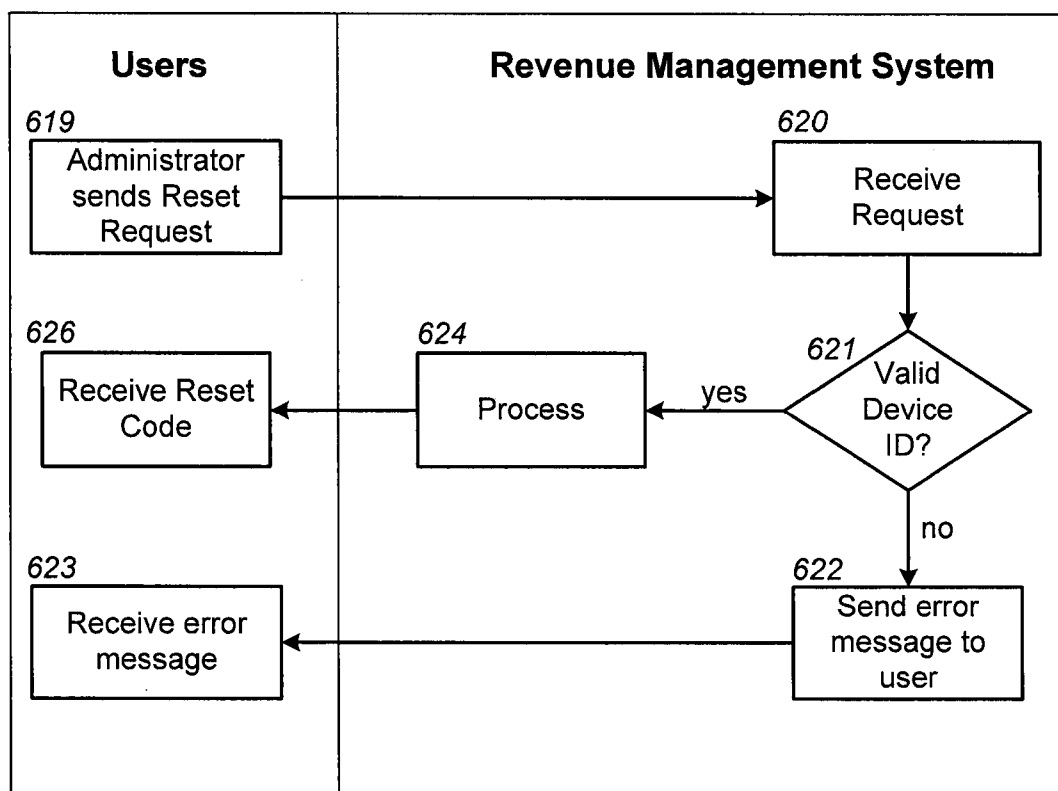 Users
Revenue Management System
619
Administrator
sends Reset
Request
620
Receive
Request
621
Valid
Device
ID?
yes
624
Process
626
Receive Reset
Code
no
622
Send error
message to
user
623
Receive error
message